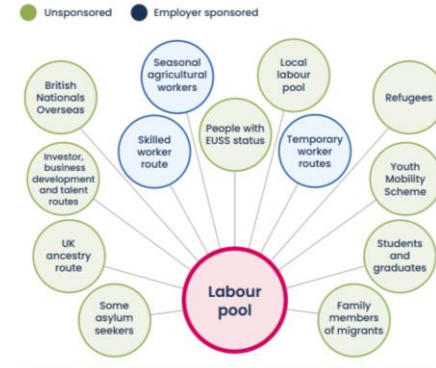 Unsponsored
Employer sponsored
Seasonal
agricultural
workers
Local
labour
pool
British
Nationals
Overseas
Refugees
People with
EUSS status
Skilled
worker
route
Temporary
worker
routes
Investor,
business
development
and talent
routes
Youth
Mobility
Scheme
UK
ancestry
route
Students
and
graduates
Labour
pool
Some
asylum
seekers
Family
members
of migrants